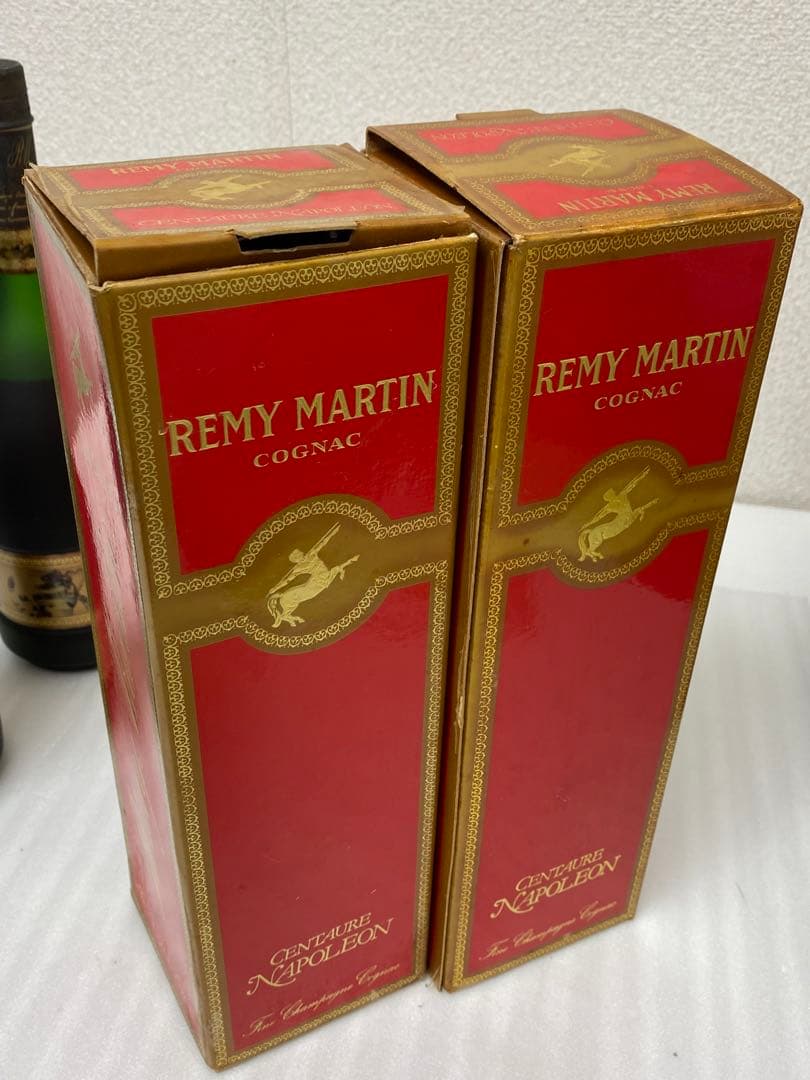 REMY MARTIN
CENTAURE NAPOLEON
REMY MARTIN
COGNAC
CENTAURE
NAPOLEON
Fine Champagne Cognac
CENTAURE NAPOLEON
REMY MARTIN
REMY MARTIN
COGNAC
CENTAURE
NAPOLEON
Fine Champagne Cognac